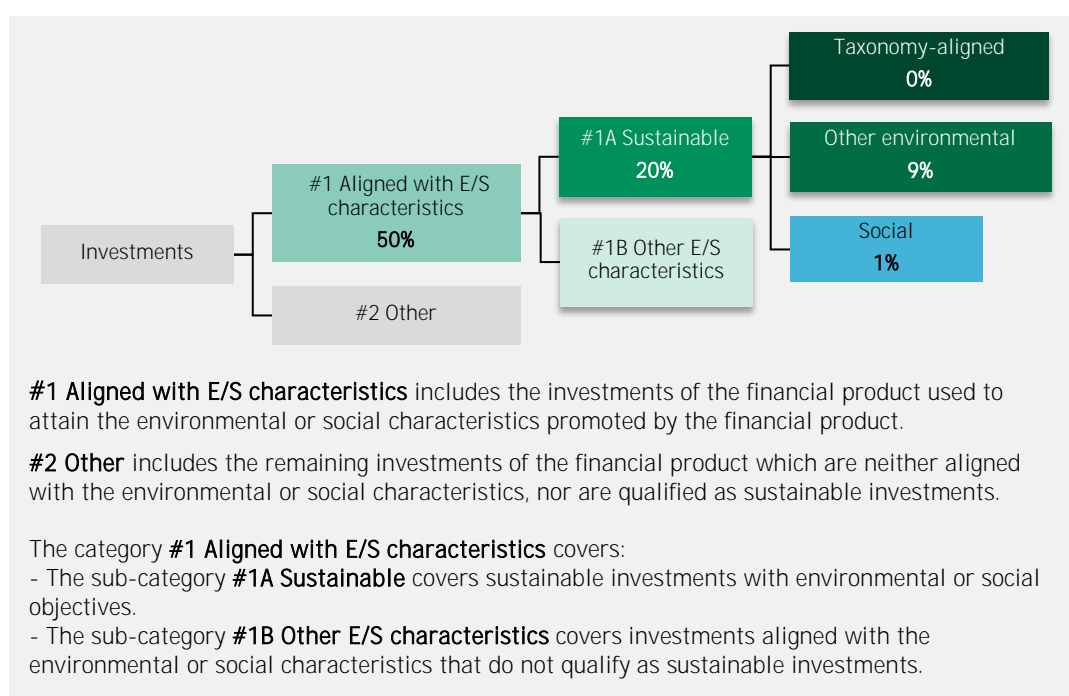 Taxonomy-aligned
0%
#1A Sustainable
20%
Other environmental
9%
#1 Aligned with E/S
characteristics
50%
Investments
#1B Other E/S
characteristics
Social
1%
#2 Other
#1 Aligned with E/S characteristics includes the investments of the financial product used to
attain the environmental or social characteristics promoted by the financial product.
#2 Other includes the remaining investments of the financial product which are neither aligned
with the environmental or social characteristics, nor are qualified as sustainable investments.
The category #1 Aligned with E/S characteristics covers:
- The sub-category #1A Sustainable covers sustainable investments with environmental or social
objectives.
- The sub-category #1B Other E/S characteristics covers investments aligned with the
environmental or social characteristics that do not qualify as sustainable investments.